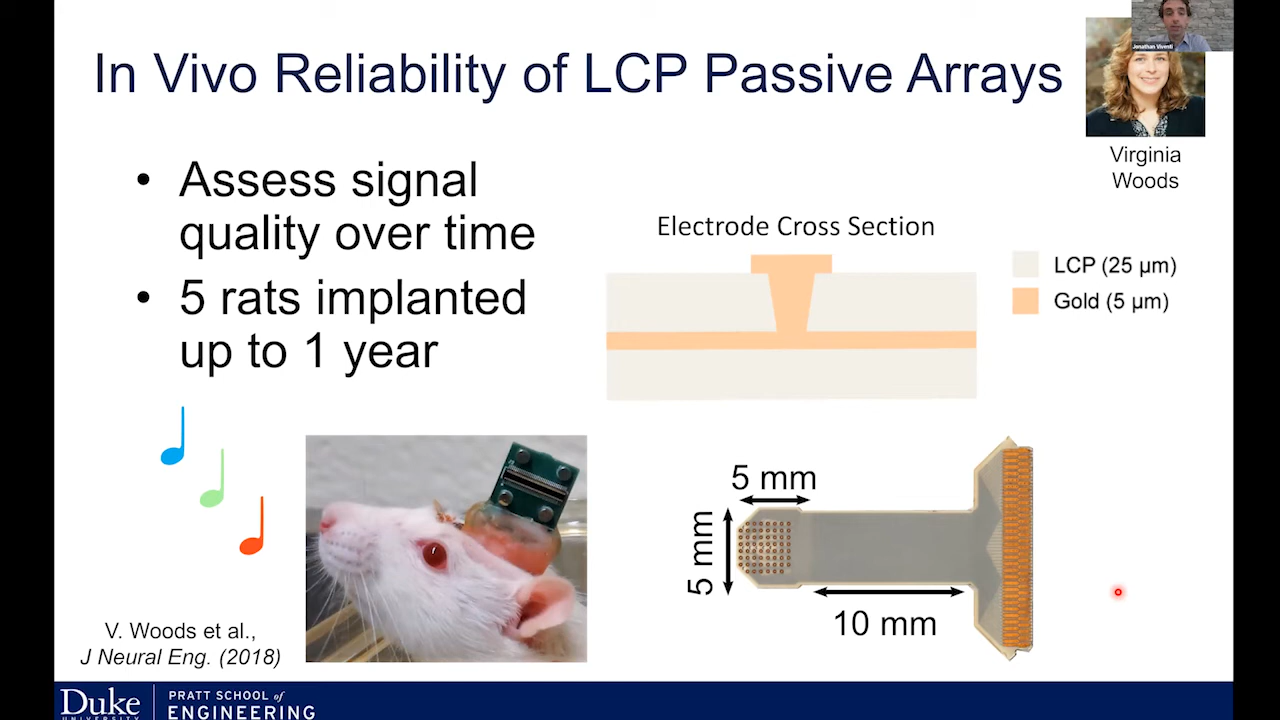 Jonathan Viventi
In Vivo Reliability of LCP Passive Arrays
Virginia
Woods
• Assess signal
quality over time
• 5 rats implanted
up to 1 year
Electrode Cross Section
LCP (25 µm)
Gold (5 µm)
5 mm
5 mm
10 mm
V. Woods et al.,
J Neural Eng. (2018)
Duke
UNIVERSITY
PRATT SCHOOL of
ENGINEERING